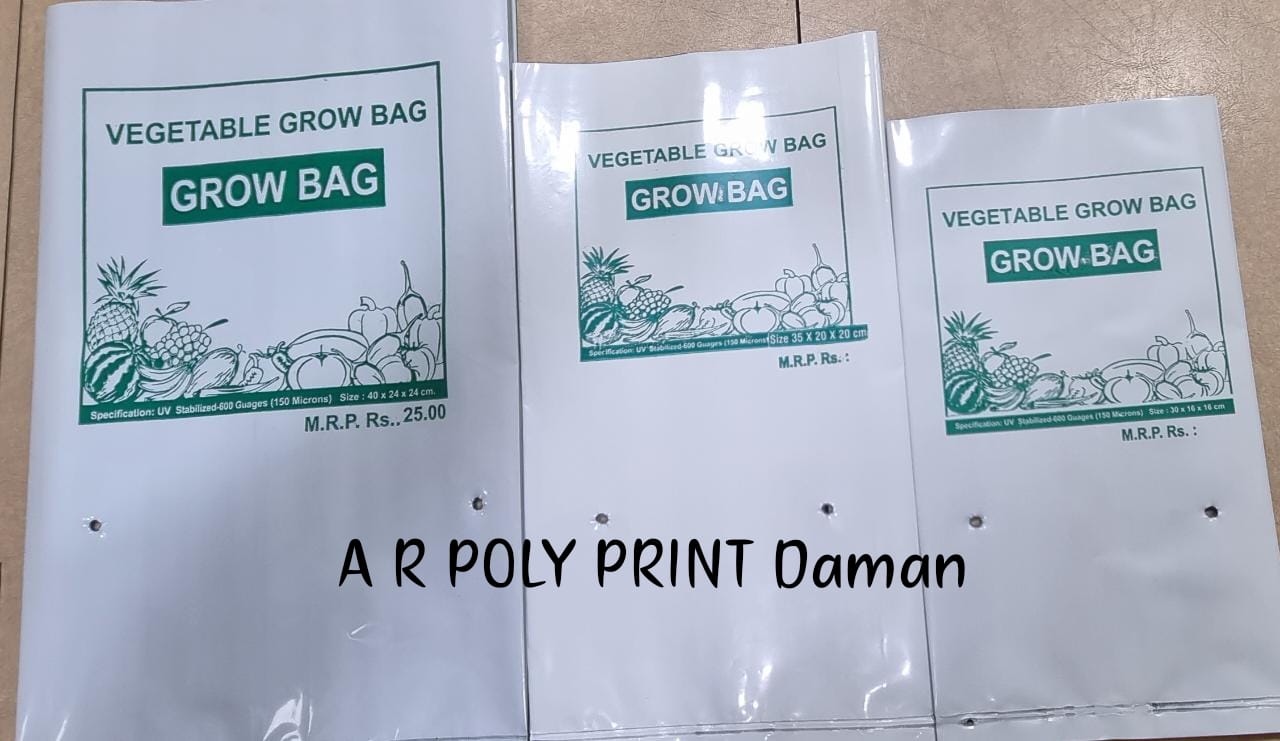 VEGETABLE GROW BAG
GROW BAG
Specification: UV Stabilized-600 Guages (150 Microns) Size : 40 x 24 x 24 cm.
M.R.P. Rs.. 25.00
VEGETABLE GROW BAG
GROW BAG
Specification: UV Stabilized-600 Guages (150 Microns) Size 35 X 20 X 20 cm
M.R.P. Rs. :
VEGETABLE GROW BAG
GROW BAG
Specification: UV Stabilized-600 Guages (150 Microns) Size : 30 x 16 x 16 cm
M.R.P. Rs. :
A R POLY PRINT Daman